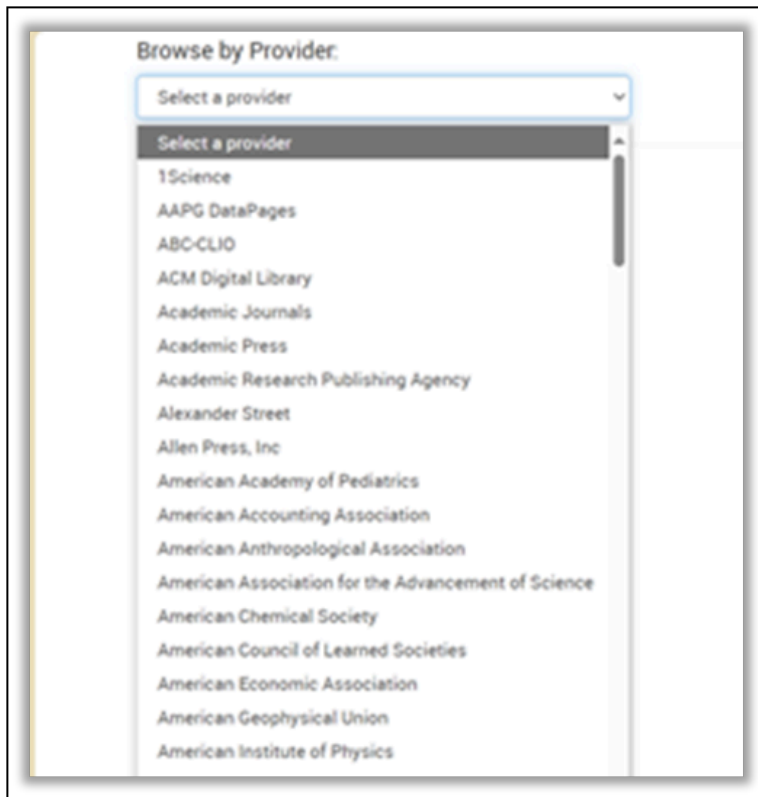 Browse by Provider:
Select a provider
Select a provider
1Science
AAPG DataPages
ABC-CLIO
ACM Digital Library
Academic Journals
Academic Press
Academic Research Publishing Agency
Alexander Street
Allen Press, Inc
American Academy of Pediatrics
American Accounting Association
American Anthropological Association
American Association for the Advancement of Science
American Chemical Society
American Council of Learned Societies
American Economic Association
American Geophysical Union
American Institute of Physics